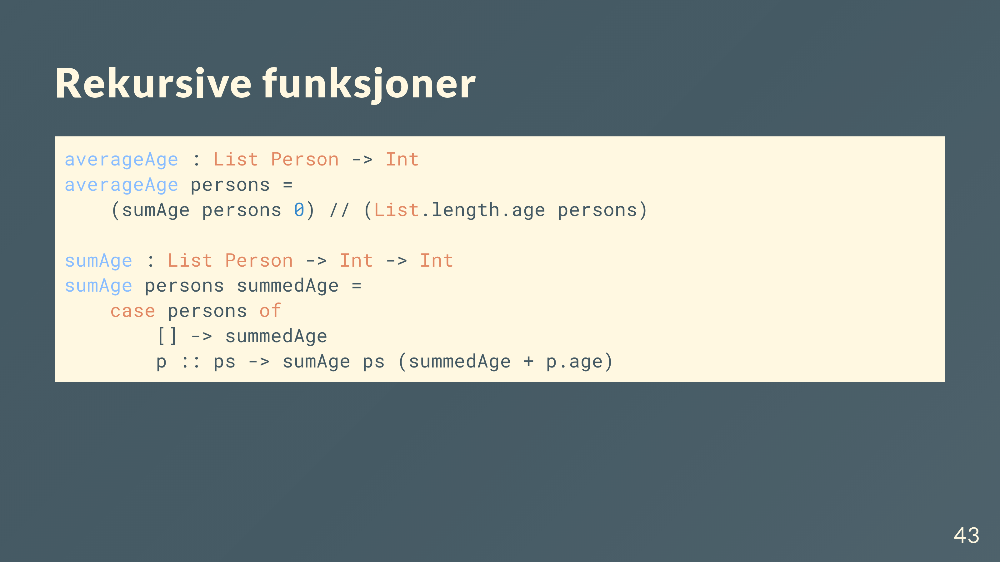 Rekursive funksjoner
averageAge : List Person -> Int
averageAge persons =
    (sumAge persons 0) // (List.length.age persons)

sumAge : List Person -> Int -> Int
sumAge persons summedAge =
    case persons of
        [] -> summedAge
        p :: ps -> sumAge ps (summedAge + p.age)
43